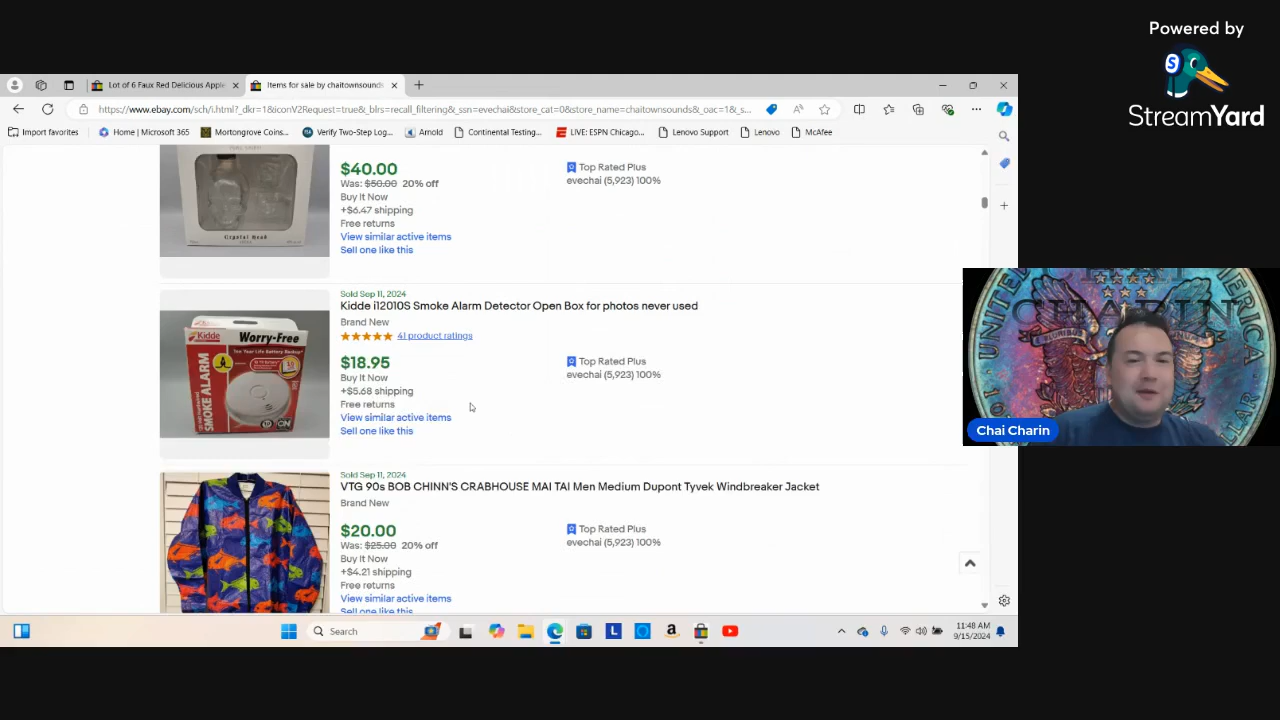 Powered by
StreamYard
Lot of 6 Faux Red Delicious Apple
Items for sale by chaitownsounds
https://www.ebay.com/sch/i.html?_dkr=1&iconV2Request=true&_blrs=recall_filtering&_ssn=evechai&store_cat=0&store_name=chaitownsounds&_oac=1&_s...
Import favorites
Home | Microsoft 365
Mortongrove Coins...
Verify Two-Step Log...
Arnold
Continental Testing...
LIVE: ESPN Chicago...
Lenovo Support
Lenovo
McAfee
Crystal Head
$40.00
Was: $50.00 20% off
Buy It Now
+$6.47 shipping
Free returns
View similar active items
Sell one like this
Top Rated Plus
evechai (5,923) 100%
Sold Sep 11, 2024
Kidde i12010S Smoke Alarm Detector Open Box for photos never used
Brand New
41 product ratings
$18.95
Buy It Now
+$5.68 shipping
Free returns
View similar active items
Sell one like this
Top Rated Plus
evechai (5,923) 100%
Kidde
Worry-Free
SMOKE ALARM
Sold Sep 11, 2024
VTG 90s BOB CHINN'S CRABHOUSE MAI TAI Men Medium Dupont Tyvek Windbreaker Jacket
Brand New
$20.00
Was: $25.00 20% off
Buy It Now
+$4.21 shipping
Free returns
View similar active items
Sell one like this
Top Rated Plus
evechai (5,923) 100%
CHARIN
Chai Charin
Search
11:48 AM
9/15/2024